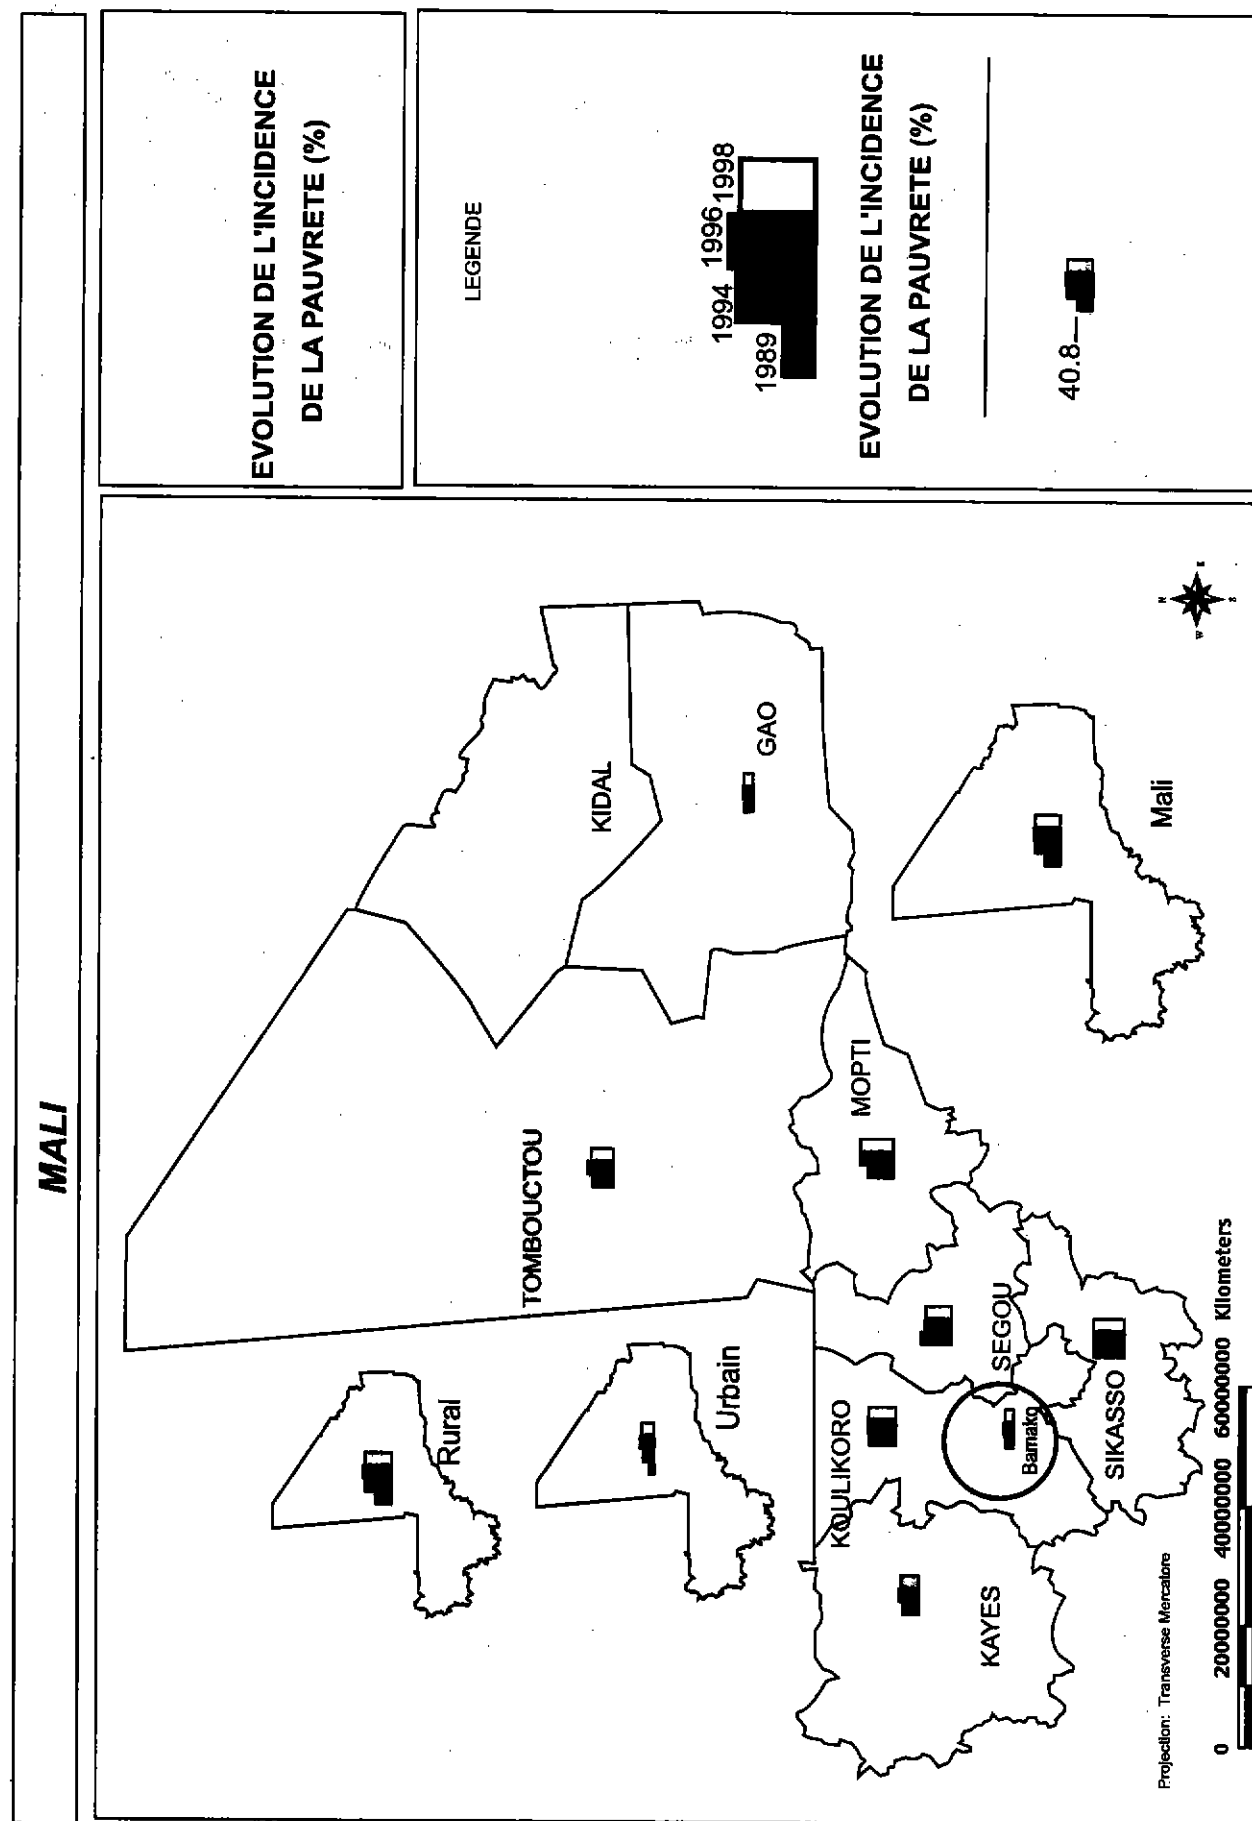 MALI
EVOLUTION DE L'INCIDENCE
DE LA PAUVRETE (%)
LEGENDE
1989
1994
1996
1998
EVOLUTION DE L'INCIDENCE
DE LA PAUVRETE (%)
40.8
Rural
Urbain
TOMBOUCTOU
KIDAL
GAO
MOPTI
KOULIKORO
SEGOU
KAYES
Bamako
SIKASSO
Mali
N
W
E
S
Projection: Transverse Mercatore
0 20000000 40000000 60000000 Kilometers